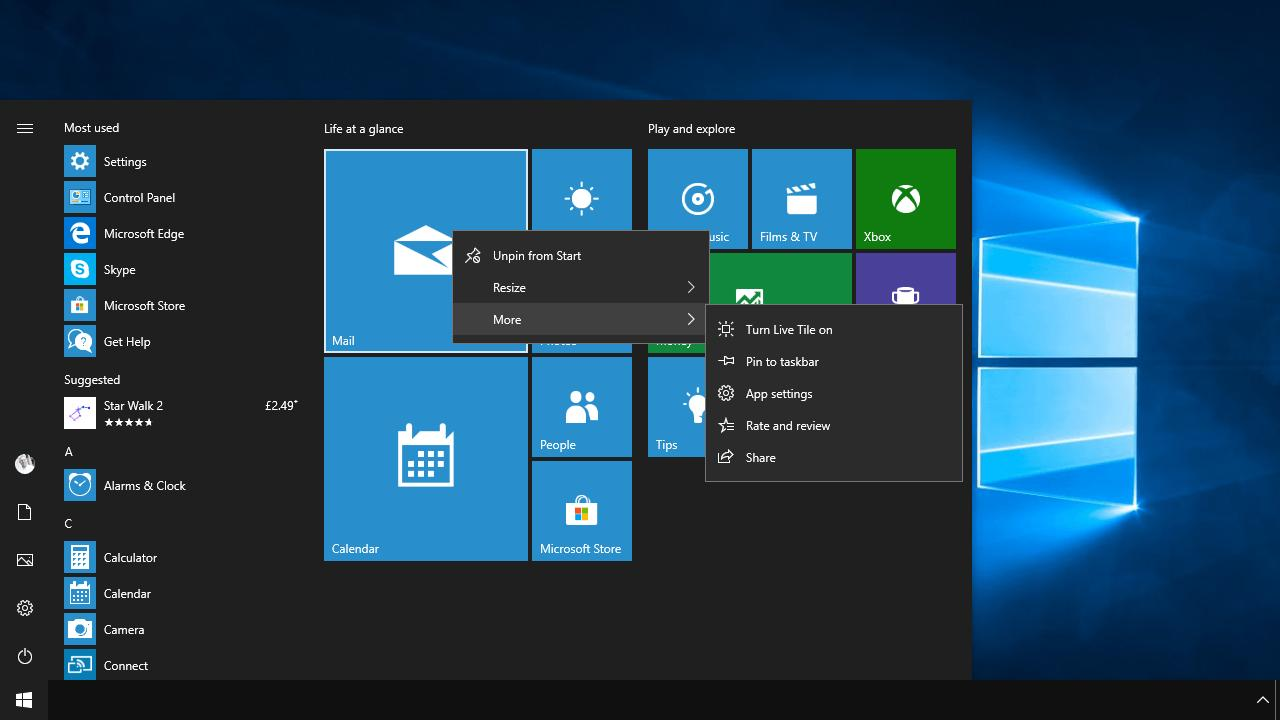 Most used
Settings
Control Panel
Microsoft Edge
Skype
Microsoft Store
Get Help
Suggested
Star Walk 2
£2.49*
A
Alarms & Clock
C
Calculator
Calendar
Camera
Connect
Life at a glance
Mail
Calendar
People
Microsoft Store
Play and explore
Films & TV
Xbox
Tips
Unpin from Start
Resize
More
Turn Live Tile on
Pin to taskbar
App settings
Rate and review
Share